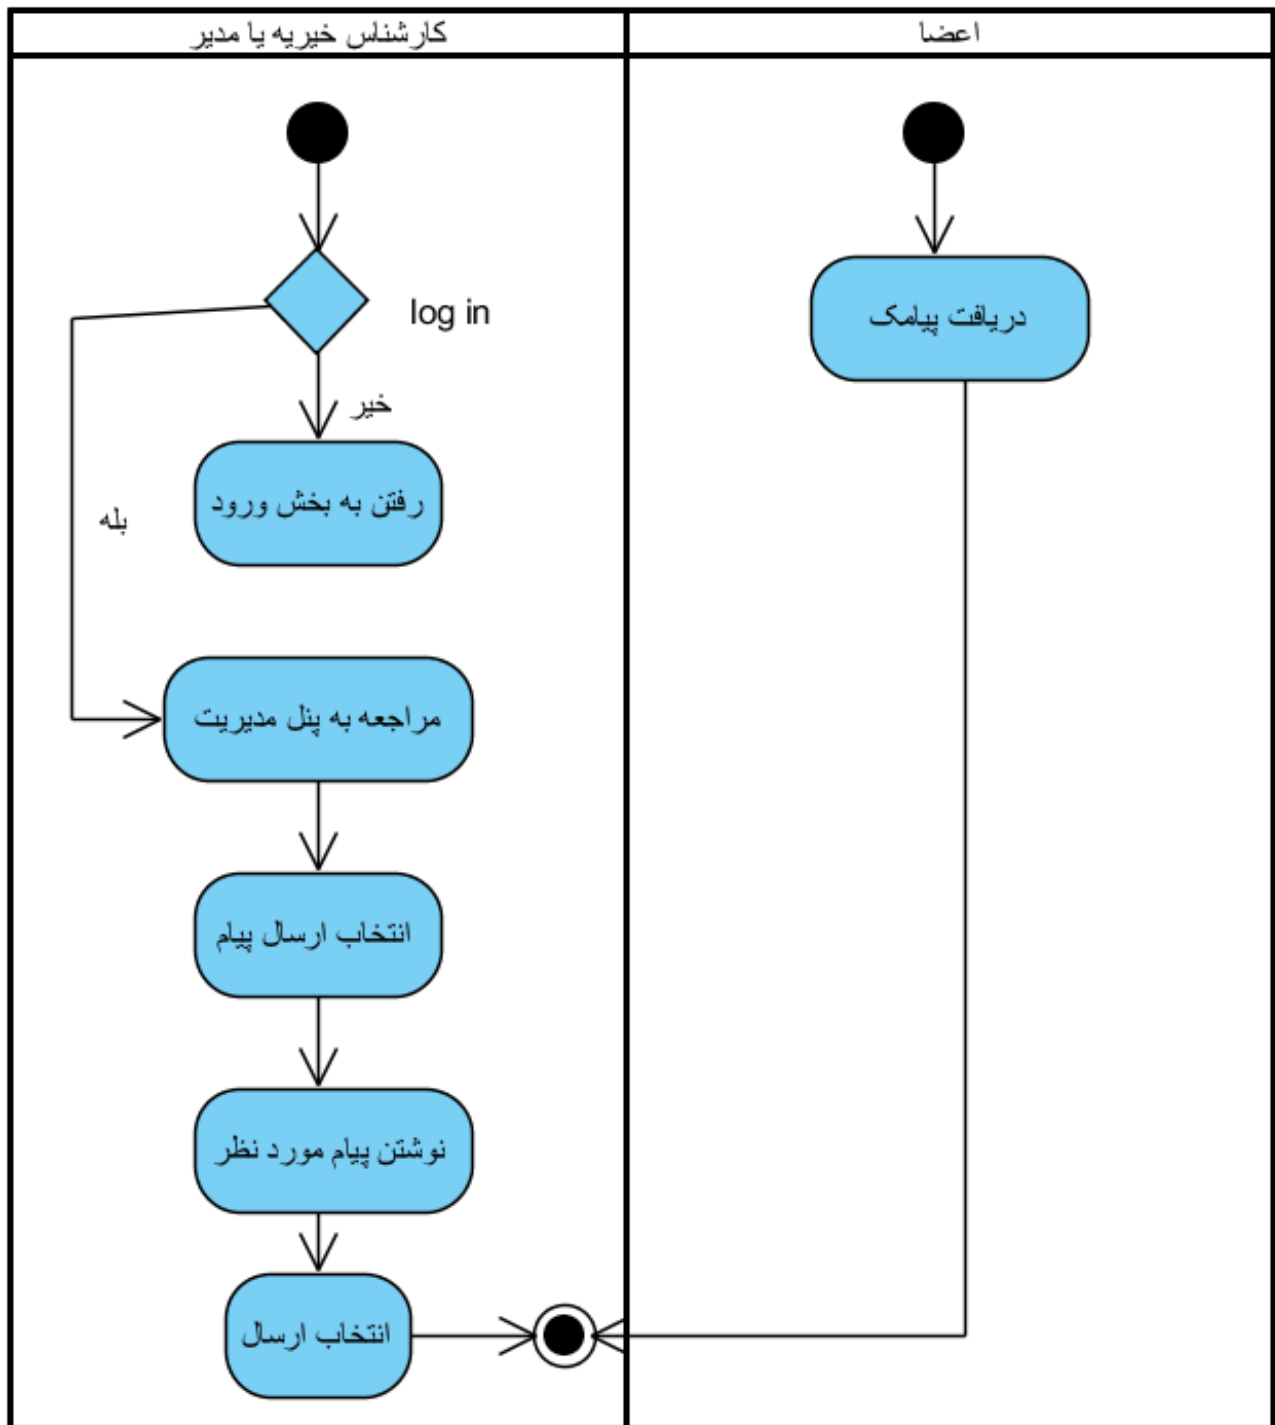 کارشناس خیریه یا مدیر
اعضا
log in
دریافت پیامک
خیر
رفتن به بخش ورود
بله
مراجعه به پنل مدیریت
انتخاب ارسال پیام
نوشتن پیام مورد نظر
انتخاب ارسال